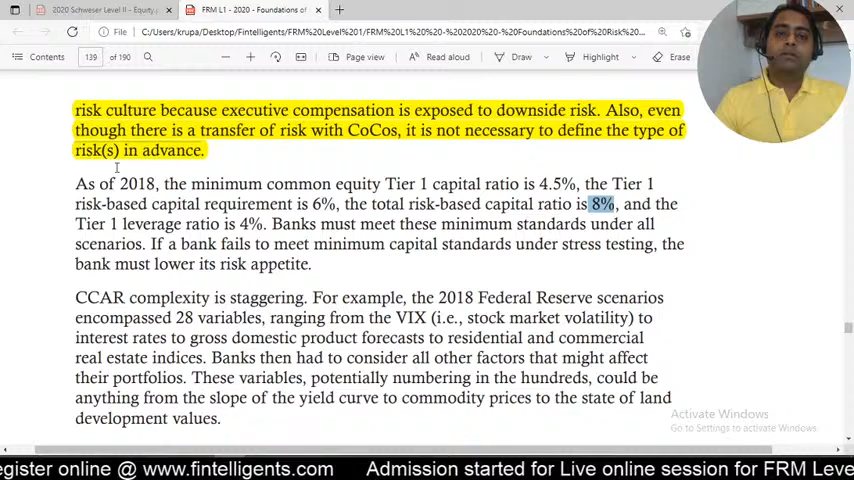 2020 Schweser Level II - Equity.p
FRM L1 - 2020 - Foundations of
C:/Users/krupa/Desktop/Fintelligents/FRM%20Level%201/FRM%20L1%20-%202020%20-%20Foundations%20of%20Risk%20...
Contents 139 of 190 Page view Read aloud Draw Highlight Erase
risk culture because executive compensation is exposed to downside risk. Also, even
though there is a transfer of risk with CoCos, it is not necessary to define the type of
risk(s) in advance.
As of 2018, the minimum common equity Tier 1 capital ratio is 4.5%, the Tier 1
risk-based capital requirement is 6%, the total risk-based capital ratio is 8%, and the
Tier 1 leverage ratio is 4%. Banks must meet these minimum standards under all
scenarios. If a bank fails to meet minimum capital standards under stress testing, the
bank must lower its risk appetite.
CCAR complexity is staggering. For example, the 2018 Federal Reserve scenarios
encompassed 28 variables, ranging from the VIX (i.e., stock market volatility) to
interest rates to gross domestic product forecasts to residential and commercial
real estate indices. Banks then had to consider all other factors that might affect
their portfolios. These variables, potentially numbering in the hundreds, could be
anything from the slope of the yield curve to commodity prices to the state of land
development values.
Activate Windows
Go to Settings to activate Windows.
egister online @ www.fintelligents.com Admission started for Live online session for FRM Leve